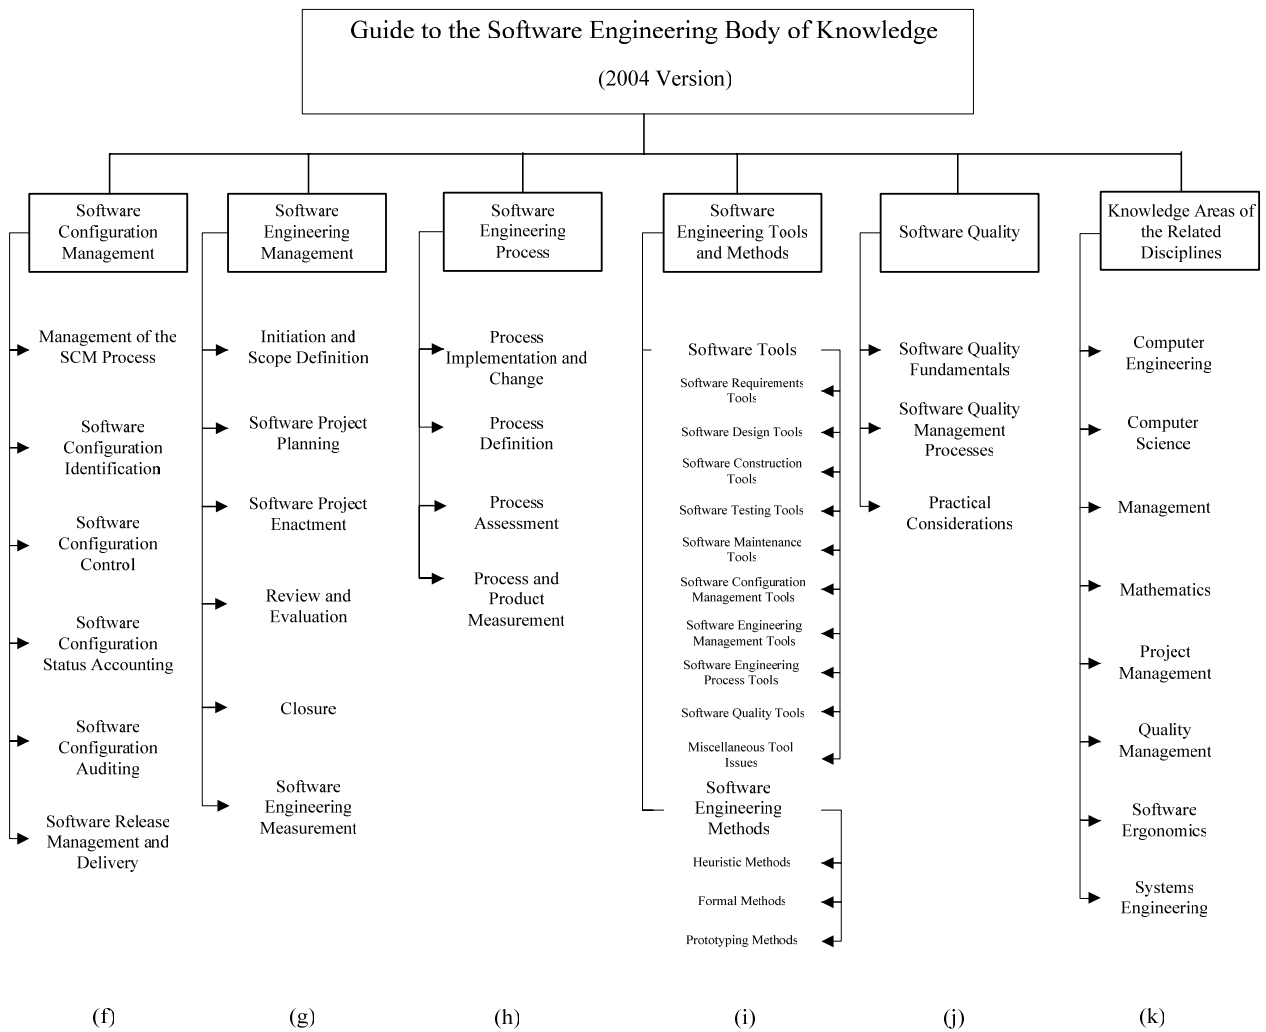 Guide to the Software Engineering Body of Knowledge
(2004 Version)
Software
Configuration
Management
Management of the
SCM Process
Software
Configuration
Identification
Software
Configuration
Control
Software
Configuration
Status Accounting
Software
Configuration
Auditing
Software Release
Management and
Delivery
(f)
Software
Engineering
Management
Initiation and
Scope Definition
Software Project
Planning
Software Project
Enactment
Review and
Evaluation
Closure
Software
Engineering
Measurement
(g)
Software
Engineering
Process
Process
Implementation and
Change
Process
Definition
Process
Assessment
Process and
Product
Measurement
(h)
Software
Engineering Tools
and Methods
Software Tools
Software Requirements
Tools
Software Design Tools
Software Construction
Tools
Software Testing Tools
Software Maintenance
Tools
Software Configuration
Management Tools
Software Engineering
Management Tools
Software Engineering
Process Tools
Software Quality Tools
Miscellaneous Tool
Issues
Software
Engineering
Methods
Heuristic Methods
Formal Methods
Prototyping Methods
(i)
Software Quality
Software Quality
Fundamentals
Software Quality
Management
Processes
Practical
Considerations
(j)
Knowledge Areas of
the Related
Disciplines
Computer
Engineering
Computer
Science
Management
Mathematics
Project
Management
Quality
Management
Software
Ergonomics
Systems
Engineering
(k)